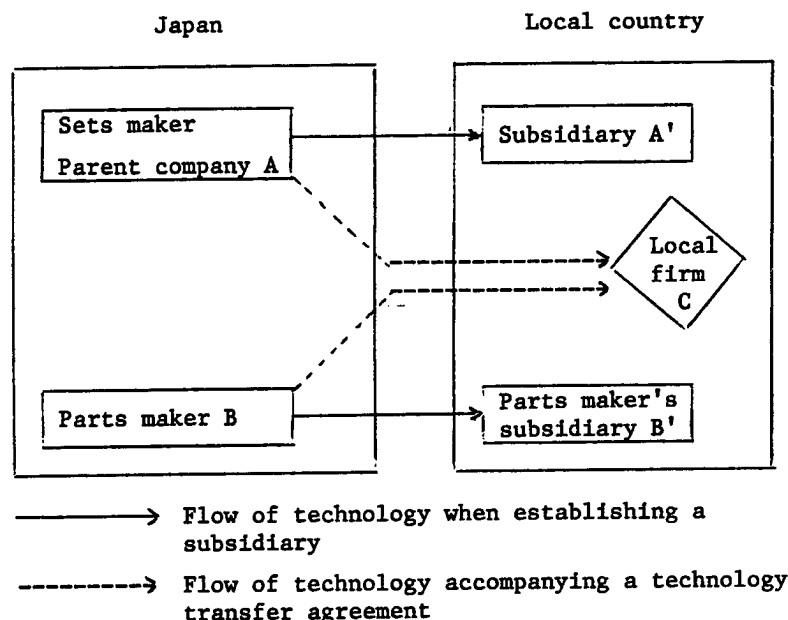 Japan
Local country
Sets maker
Parent company A
Subsidiary A'
Local
firm
C
Parts maker B
Parts maker's
subsidiary B'
Flow of technology when establishing a
subsidiary
Flow of technology accompanying a technology
transfer agreement